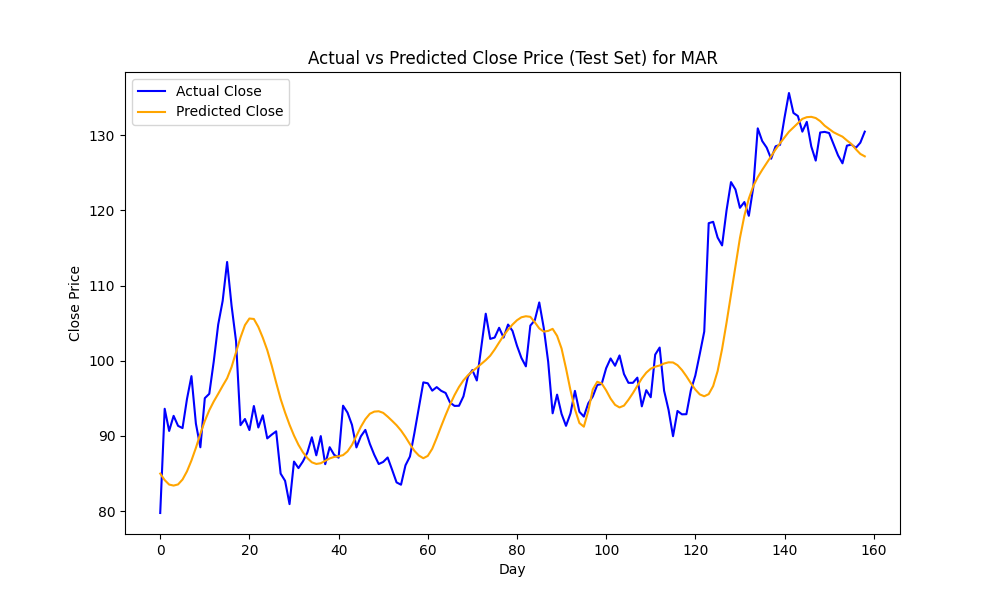 Actual vs Predicted Close Price (Test Set) for MAR
Actual Close
Predicted Close
130
120
110
100
90
80
Close Price
0 20 40 60 80 100 120 140 160
Day